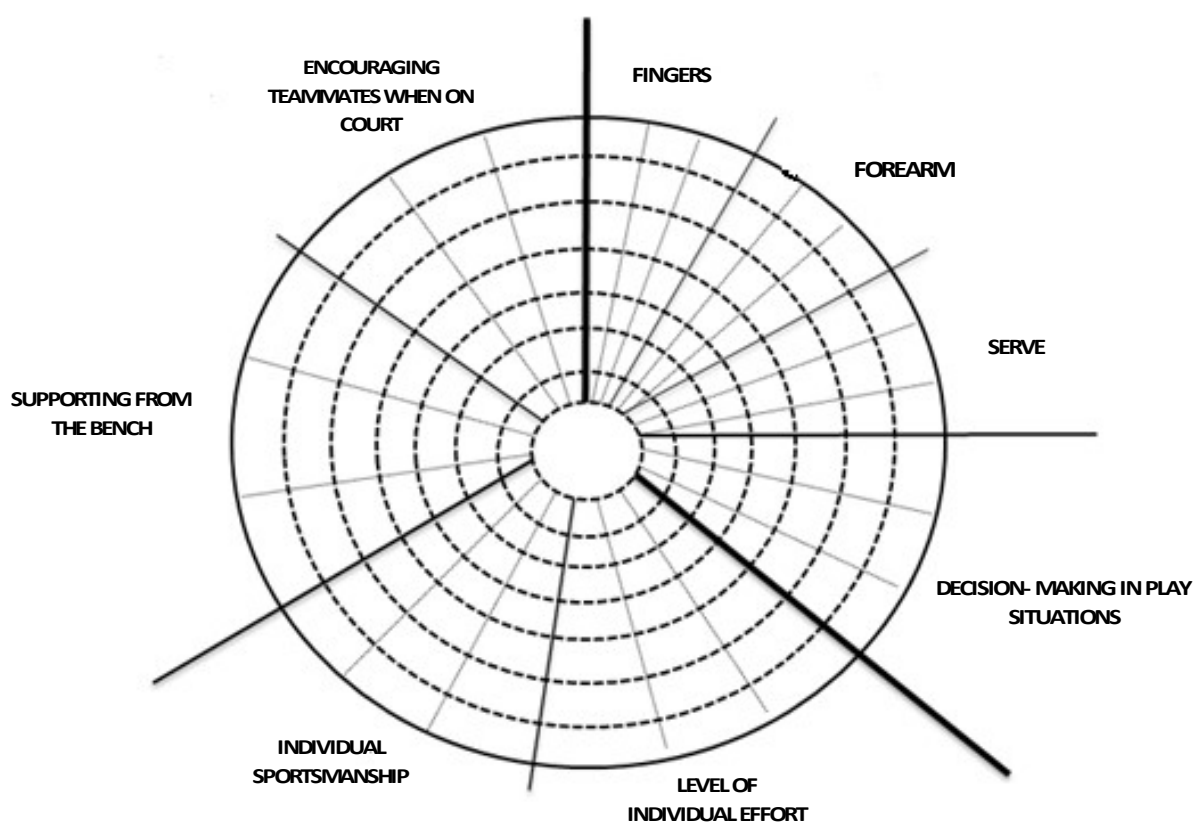 ENCOURAGING
TEAMMATES WHEN ON
COURT
FINGERS
FOREARM
SERVE
DECISION- MAKING IN PLAY
SITUATIONS
LEVEL OF
INDIVIDUAL EFFORT
INDIVIDUAL
SPORTSMANSHIP
SUPPORTING FROM
THE BENCH